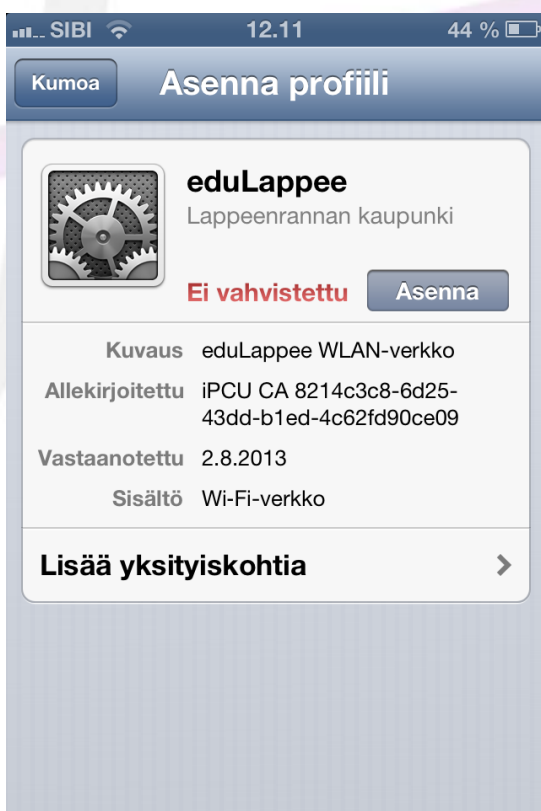 SIBI 12.11 44 %
Kumoa Asenna profiili
eduLappee
Lappeenrannan kaupunki
Ei vahvistettu Asenna
Kuvaus eduLappee WLAN-verkko
Allekirjoitettu iPCU CA 8214c3c8-6d25-
43dd-b1ed-4c62fd90ce09
Vastaanotettu 2.8.2013
Sisältö Wi-Fi-verkko
Lisää yksityiskohtia